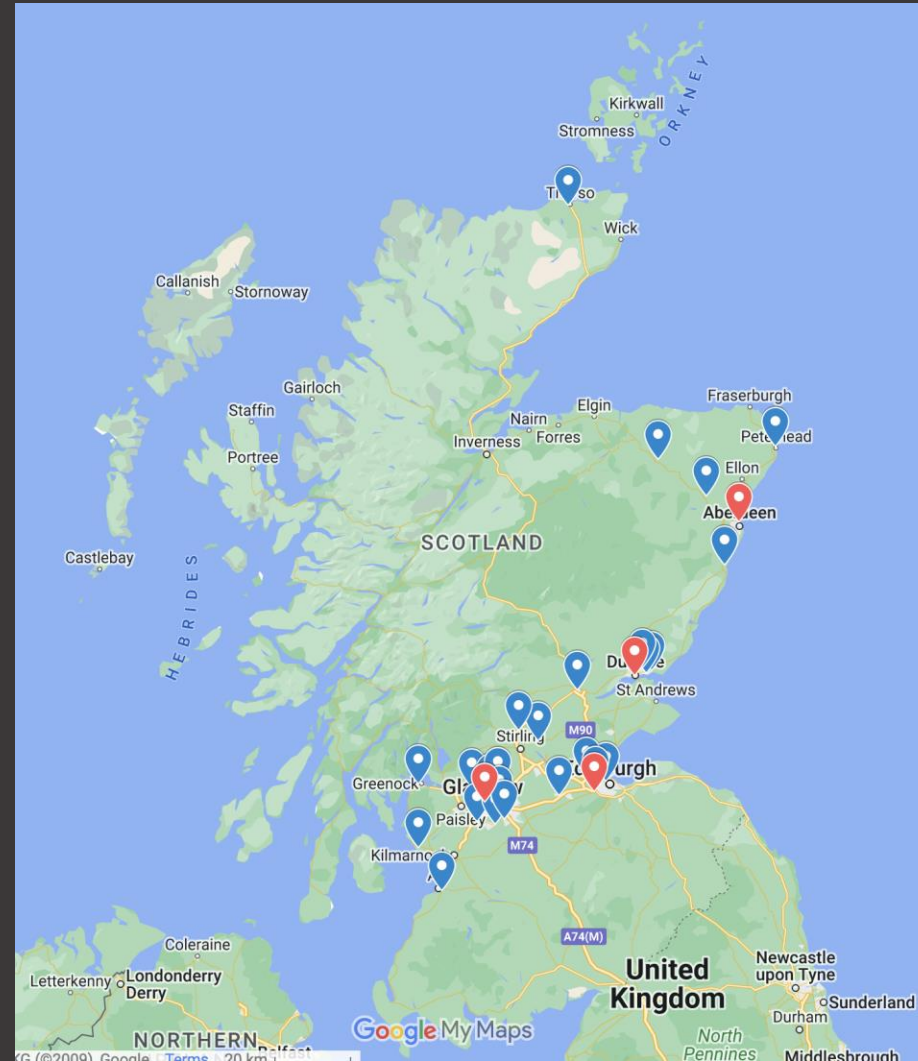 Kirkwall
ORKNEY
Stromness
Wick
Callanish
Stornoway
Gairloch
Staffin
Portree
Nairn
Elgin
Forres
Inverness
Fraserburgh
Ellon
SCOTLAND
Castlebay
HEBRIDES
St Andrews
M90
Stirling
Greenock
Paisley
M74
A74(M)
Coleraine
Letterkenny
Londonderry
Derry
NORTHERN
United
Kingdom
Newcastle
upon Tyne
Sunderland
Durham
North
Pennines
Middlesbrough
Google My Maps
(©2009) Google
Terms
20 km